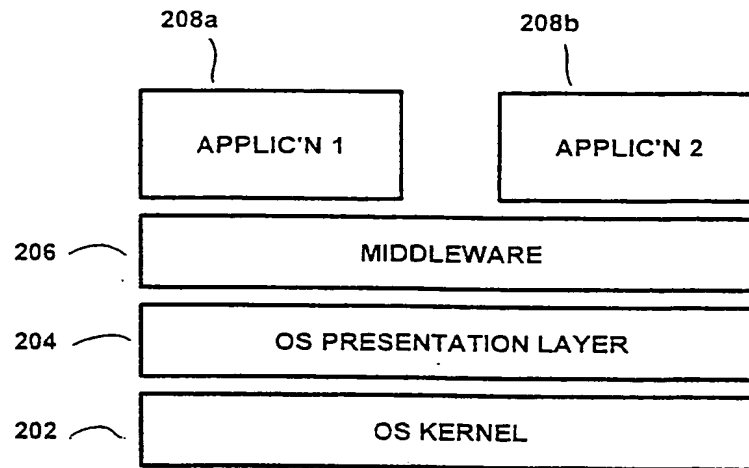 208a 208b
APPLIC'N 1 APPLIC'N 2
206 MIDDLEWARE
204 OS PRESENTATION LAYER
202 OS KERNEL